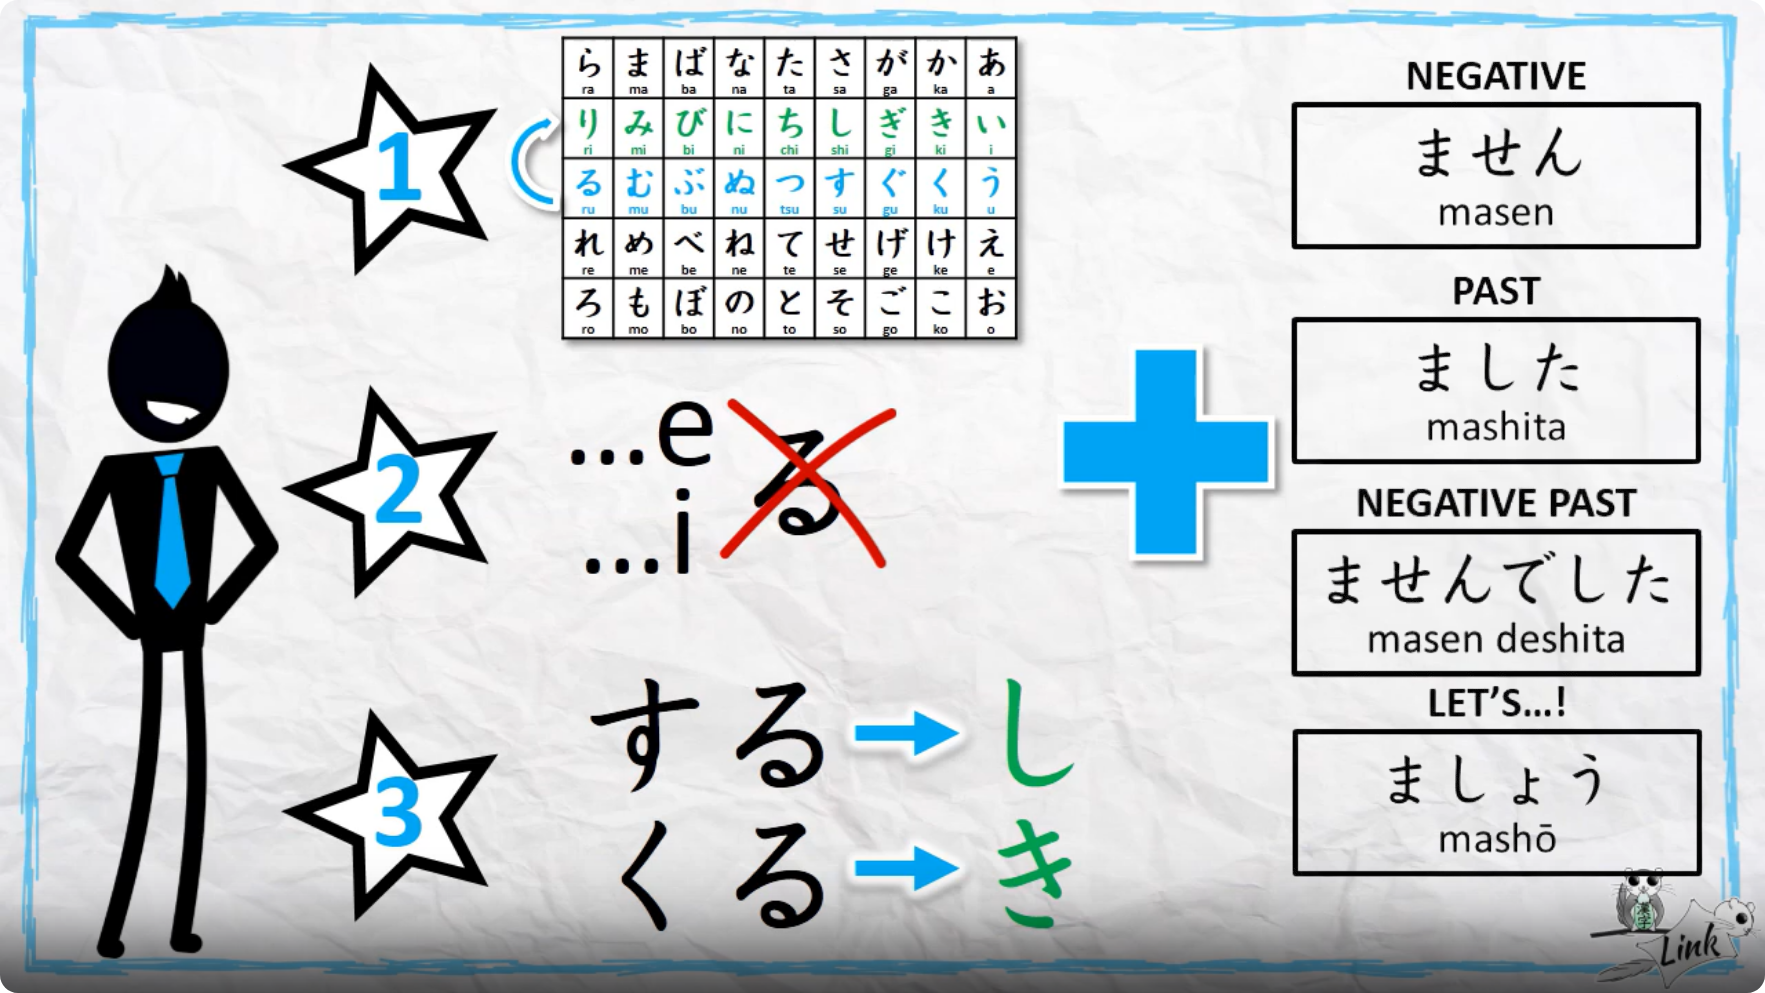 1
ら ま ば な た さ が か あ
ra ma ba na ta sa ga ka a
り み び に ち し ぎ き い
ri mi bi ni chi shi gi ki i
る む ぶ ぬ つ す ぐ く う
ru mu bu nu tsu su gu ku u
れ め べ ね て せ げ け え
re me be ne te se ge ke e
ろ も ぼ の と そ ご こ お
ro mo bo no to so go ko o
2
...e
...i
る
3
する し
くる き
NEGATIVE
ません
masen
PAST
ました
mashita
NEGATIVE PAST
ませんでした
masen deshita
LET'S...!
ましょう
mashō
漢字
Link